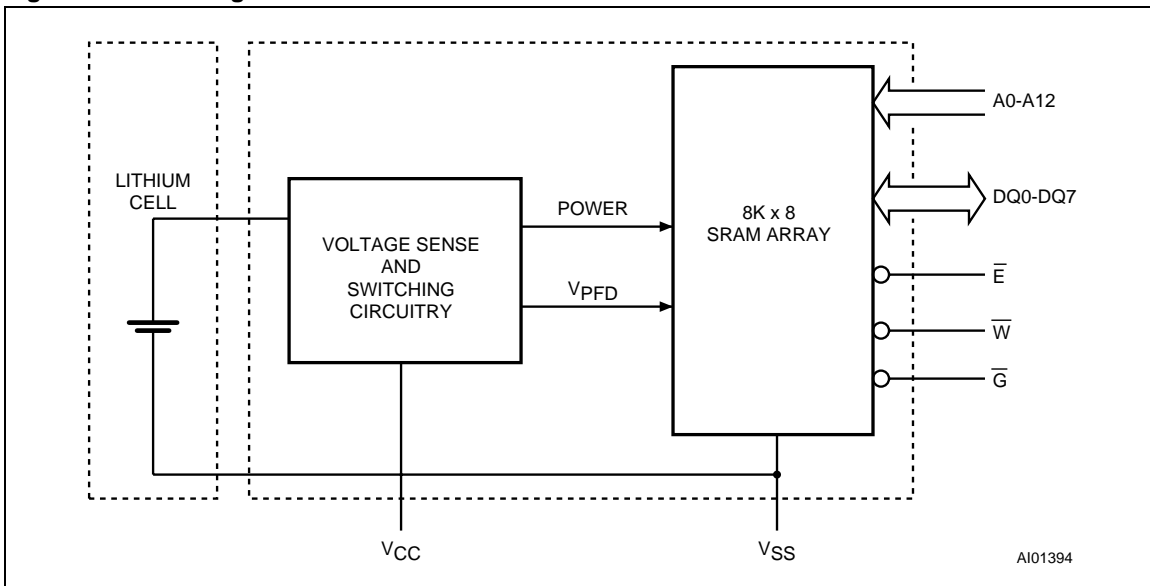 LITHIUM
CELL
VOLTAGE SENSE
AND
SWITCHING
CIRCUITRY
POWER
VPFD
8K x 8
SRAM ARRAY
A0-A12
DQ0-DQ7
E̅
W̅
G̅
VCC
VSS
AI01394